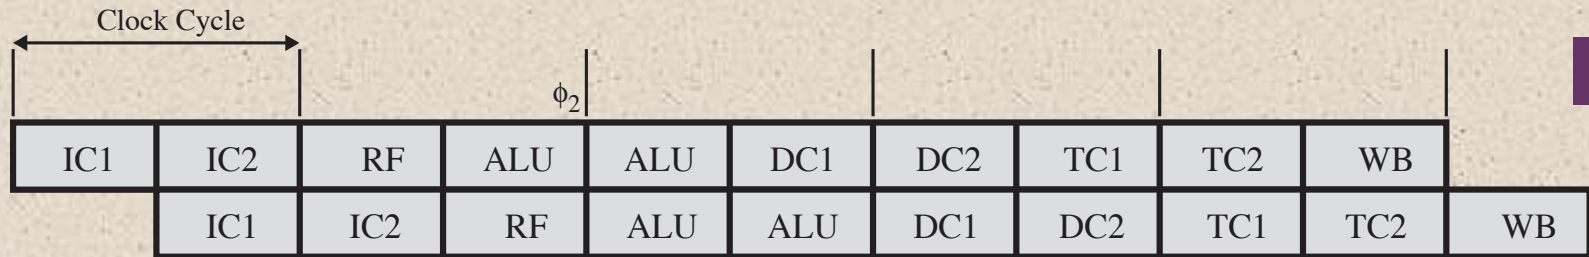 Clock Cycle
ϕ2
IC1 IC2 RF ALU ALU DC1 DC2 TC1 TC2 WB
IC1 IC2 RF ALU ALU DC1 DC2 TC1 TC2 WB